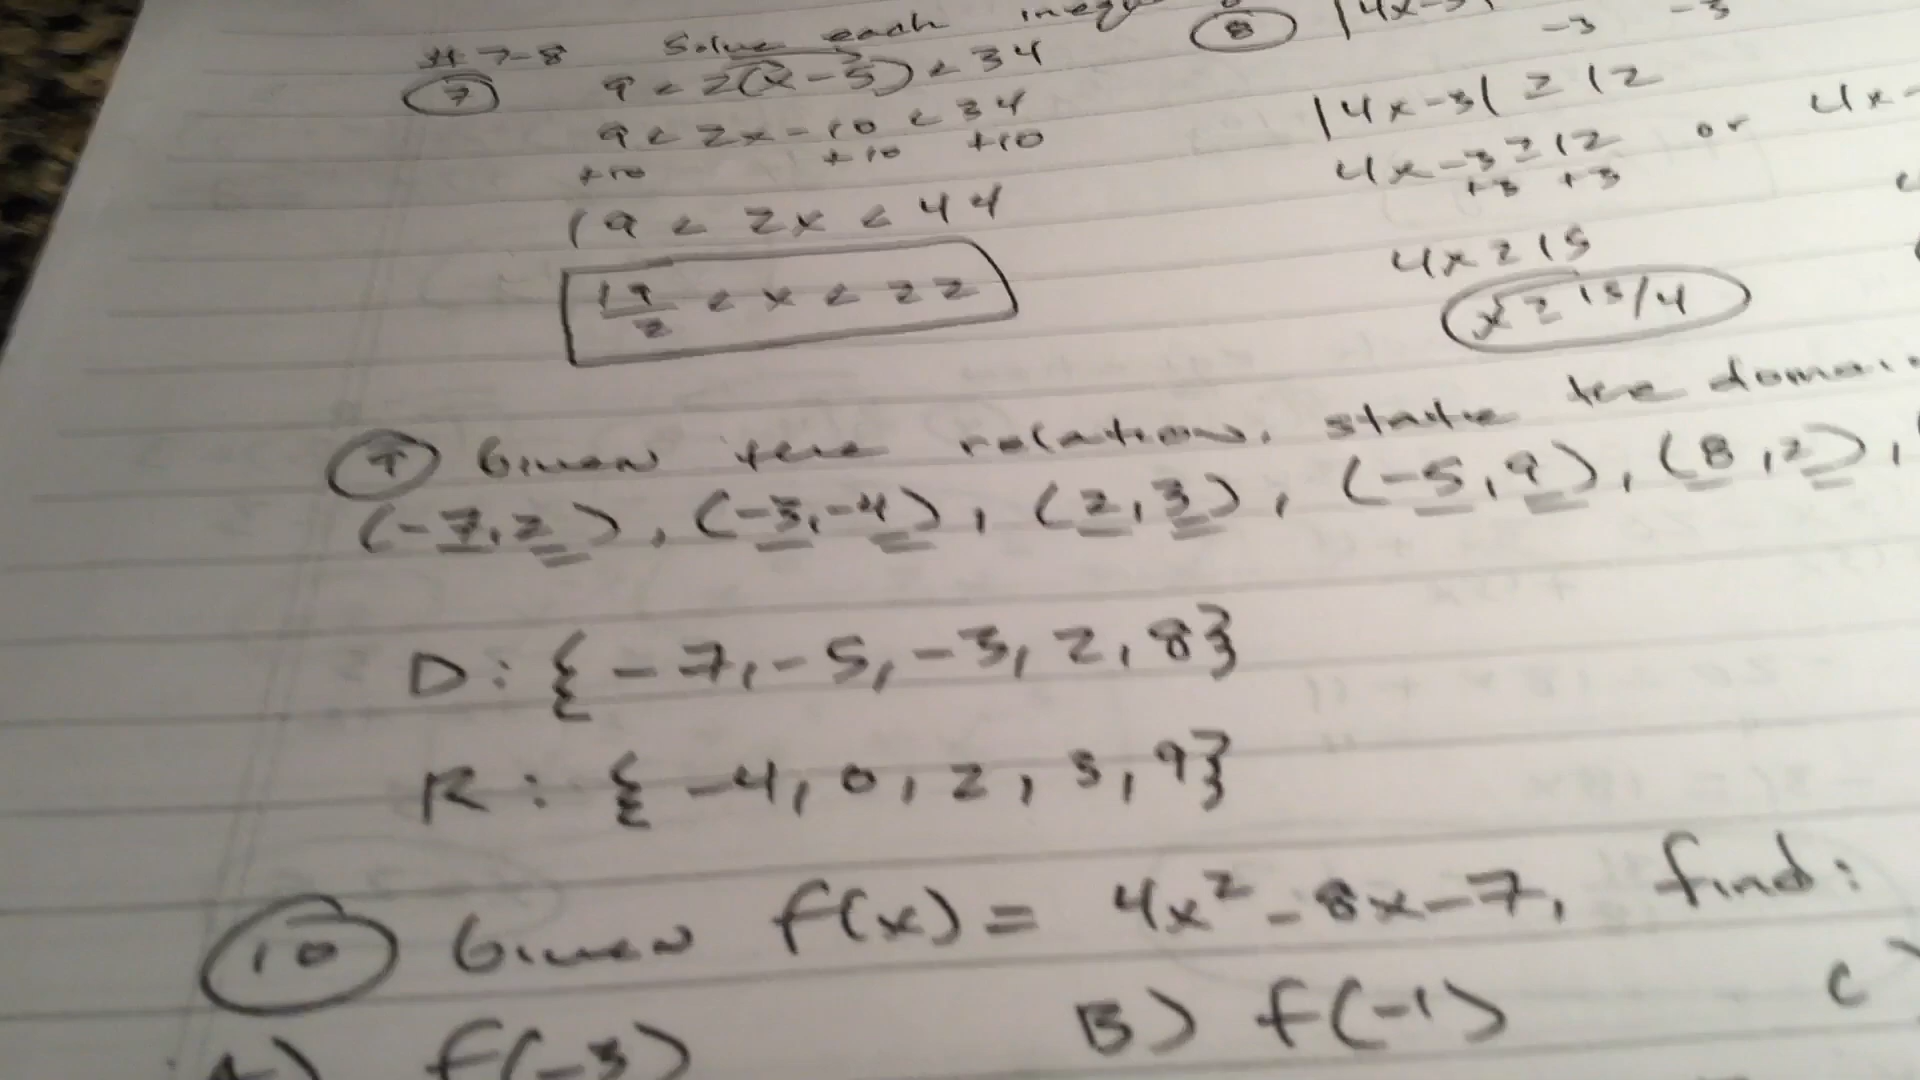 # 7-8 Solve each
7 9 < 2(x-5) < 34
9 < 2x - 10 < 34
+10 +10 +10
19 < 2x < 44
19/2 < x < 22
8 |4x-3|
-3 -3
|4x-3| ≥ 12
4x-3 ≥ 12 or 4x-
+3 +3
4x ≥ 15
x ≥ 15/4
9 Given the relation, state the domain
(-7,2), (-3,-4), (2,3), (-5,9), (8,2),
D: {-7,-5,-3,2,8}
R: {-4,0,2,3,9}
10 Given f(x) = 4x²-8x-7, find:
A) f(-3) B) f(-1) C)